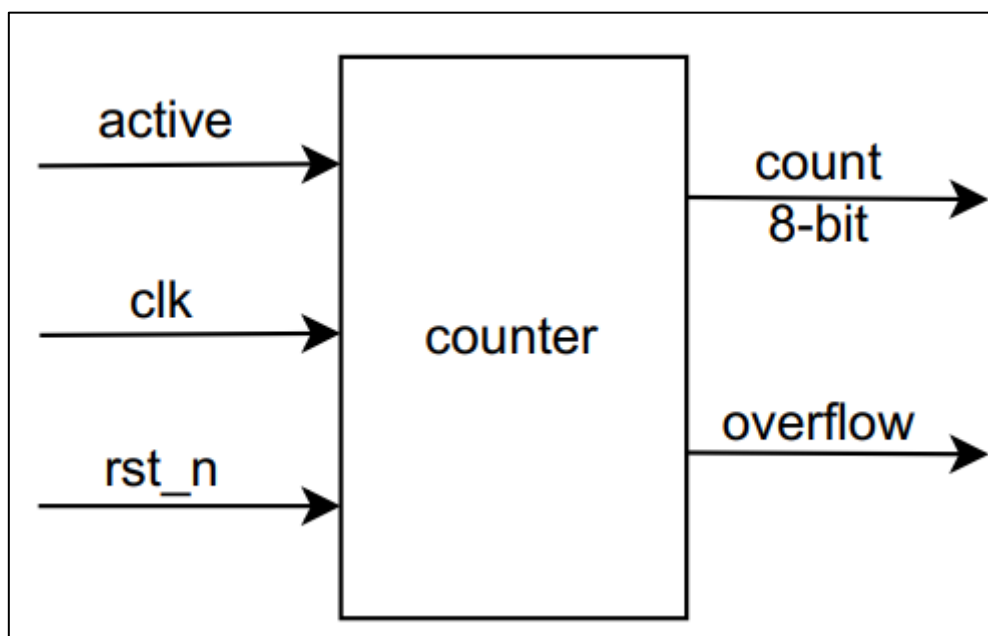 active
clk
rst_n
counter
count
8-bit
overflow